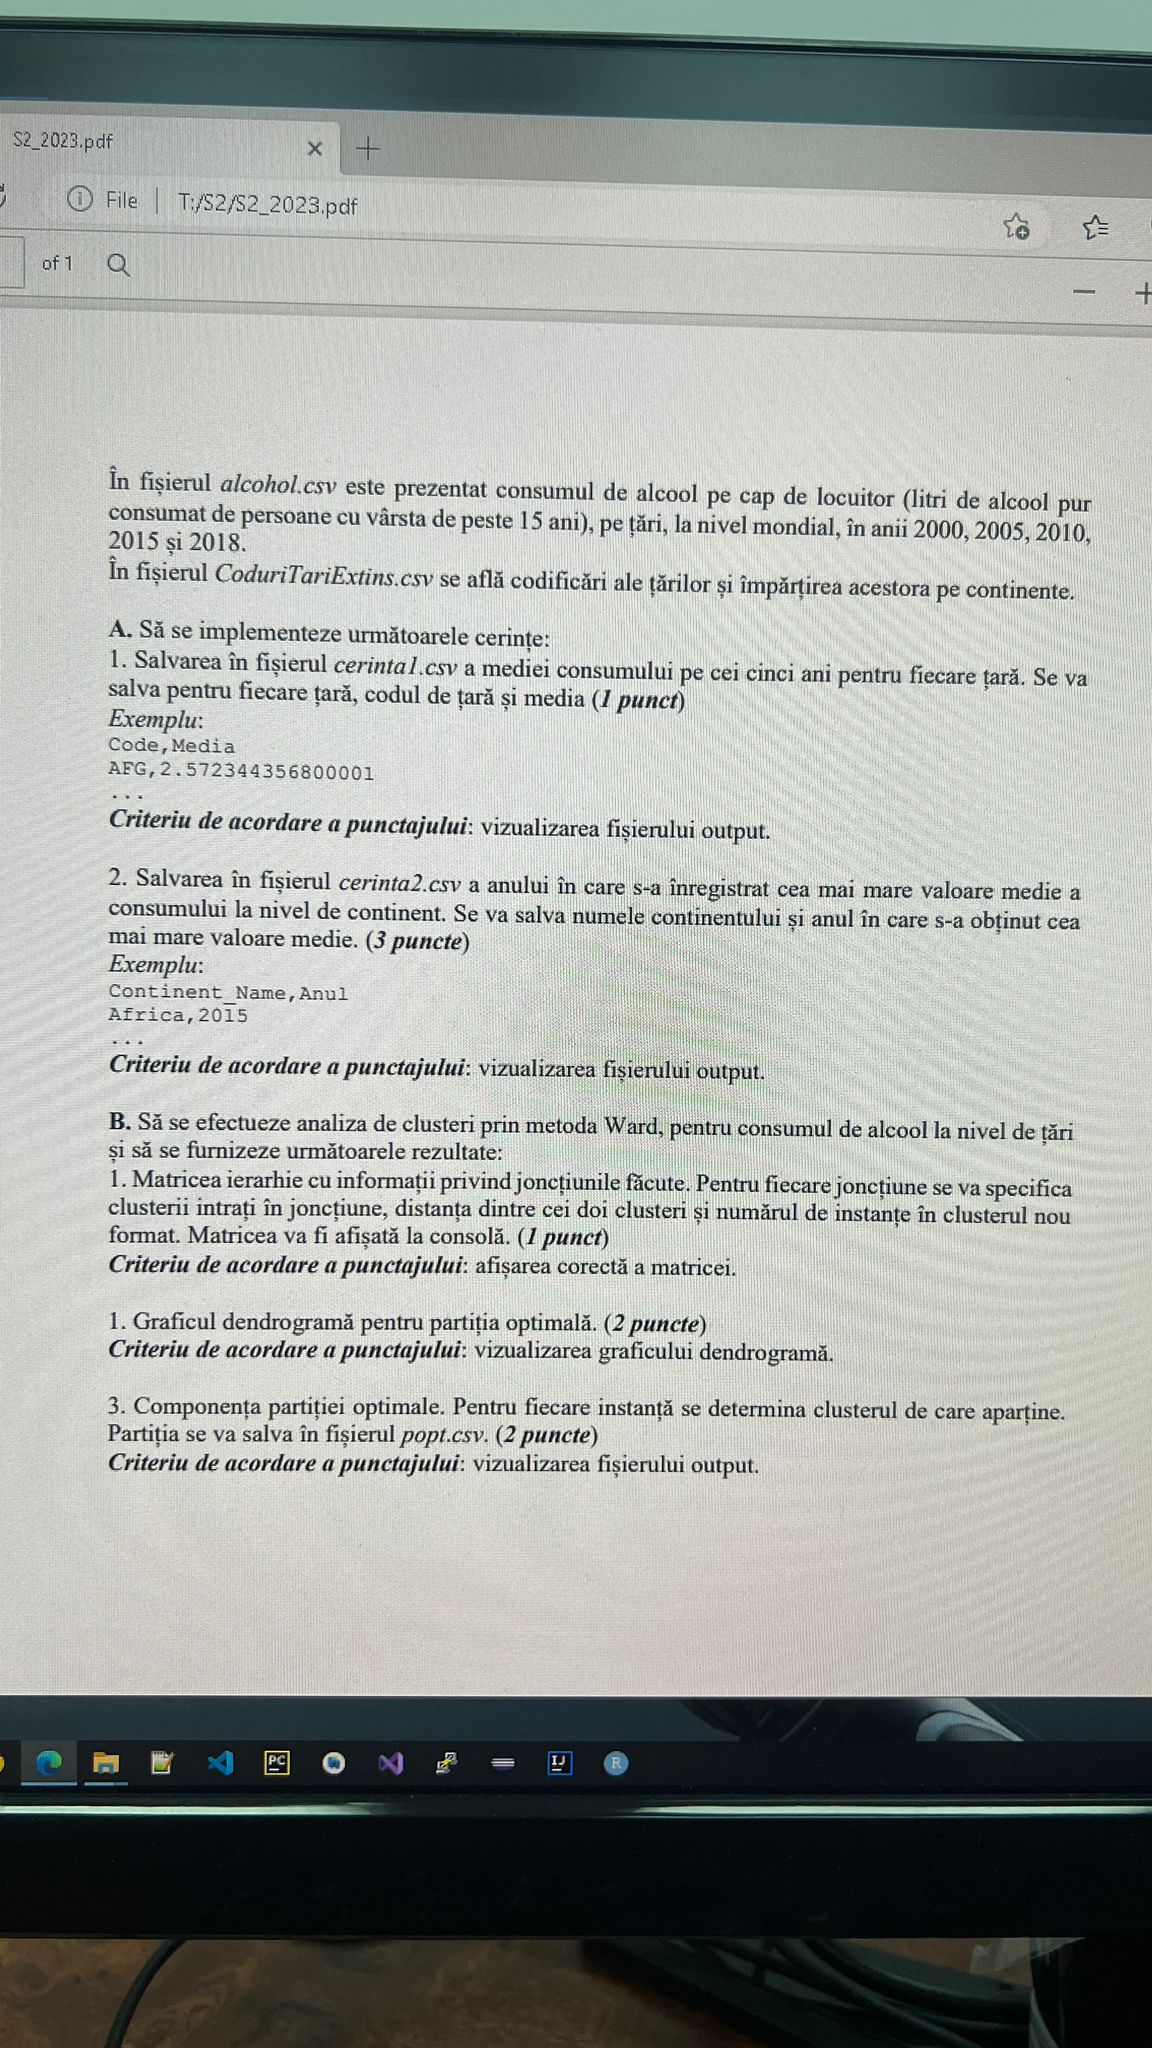 S2_2023.pdf
File
T:/S2/S2_2023.pdf
of 1
În fișierul alcohol.csv este prezentat consumul de alcool pe cap de locuitor (litri de alcool pur
consumat de persoane cu vârsta de peste 15 ani), pe țări, la nivel mondial, în anii 2000, 2005, 2010,
2015 și 2018.
În fișierul CoduriTariExtins.csv se află codificări ale țărilor și împărțirea acestora pe continente.
A. Să se implementeze următoarele cerințe:
1. Salvarea în fișierul cerinta1.csv a mediei consumului pe cei cinci ani pentru fiecare țară. Se va
salva pentru fiecare țară, codul de țară și media (1 punct)
Exemplu:
Code,Media
AFG,2.572344356800001
...
Criteriu de acordare a punctajului: vizualizarea fișierului output.
2. Salvarea în fișierul cerinta2.csv a anului în care s-a înregistrat cea mai mare valoare medie a
consumului la nivel de continent. Se va salva numele continentului și anul în care s-a obținut cea
mai mare valoare medie. (3 puncte)
Exemplu:
Continent_Name,Anul
Africa,2015
...
Criteriu de acordare a punctajului: vizualizarea fișierului output.
B. Să se efectueze analiza de clusteri prin metoda Ward, pentru consumul de alcool la nivel de țări
și să se furnizeze următoarele rezultate:
1. Matricea ierarhie cu informații privind joncțiunile făcute. Pentru fiecare joncțiune se va specifica
clusterii intrați în joncțiune, distanța dintre cei doi clusteri și numărul de instanțe în clusterul nou
format. Matricea va fi afișată la consolă. (1 punct)
Criteriu de acordare a punctajului: afișarea corectă a matricei.
1. Graficul dendrogramă pentru partiția optimală. (2 puncte)
Criteriu de acordare a punctajului: vizualizarea graficului dendrogramă.
3. Componența partiției optimale. Pentru fiecare instanță se determina clusterul de care aparține.
Partiția se va salva în fișierul popt.csv. (2 puncte)
Criteriu de acordare a punctajului: vizualizarea fișierului output.
PC
IJ
R